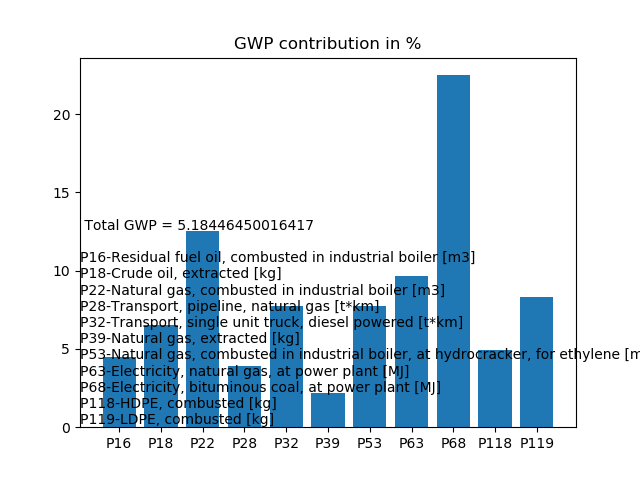 GWP contribution in %
20
15
10
5
0
Total GWP = 5.18446450016417
P16-Residual fuel oil, combusted in industrial boiler [m3]
P18-Crude oil, extracted [kg]
P22-Natural gas, combusted in industrial boiler [m3]
P28-Transport, pipeline, natural gas [t*km]
P32-Transport, single unit truck, diesel powered [t*km]
P39-Natural gas, extracted [kg]
P53-Natural gas, combusted in industrial boiler, at hydrocracker, for ethylene [m
P63-Electricity, natural gas, at power plant [MJ]
P68-Electricity, bituminous coal, at power plant [MJ]
P118-HDPE, combusted [kg]
P119-LDPE, combusted [kg]
P16 P18 P22 P28 P32 P39 P53 P63 P68 P118 P119